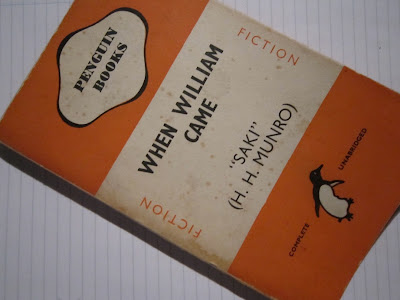 PENGUIN
BOOKS
FICTION
WHEN WILLIAM
CAME
"SAKI"
(H. H. MUNRO)
FICTION
COMPLETE
UNABRIDGED